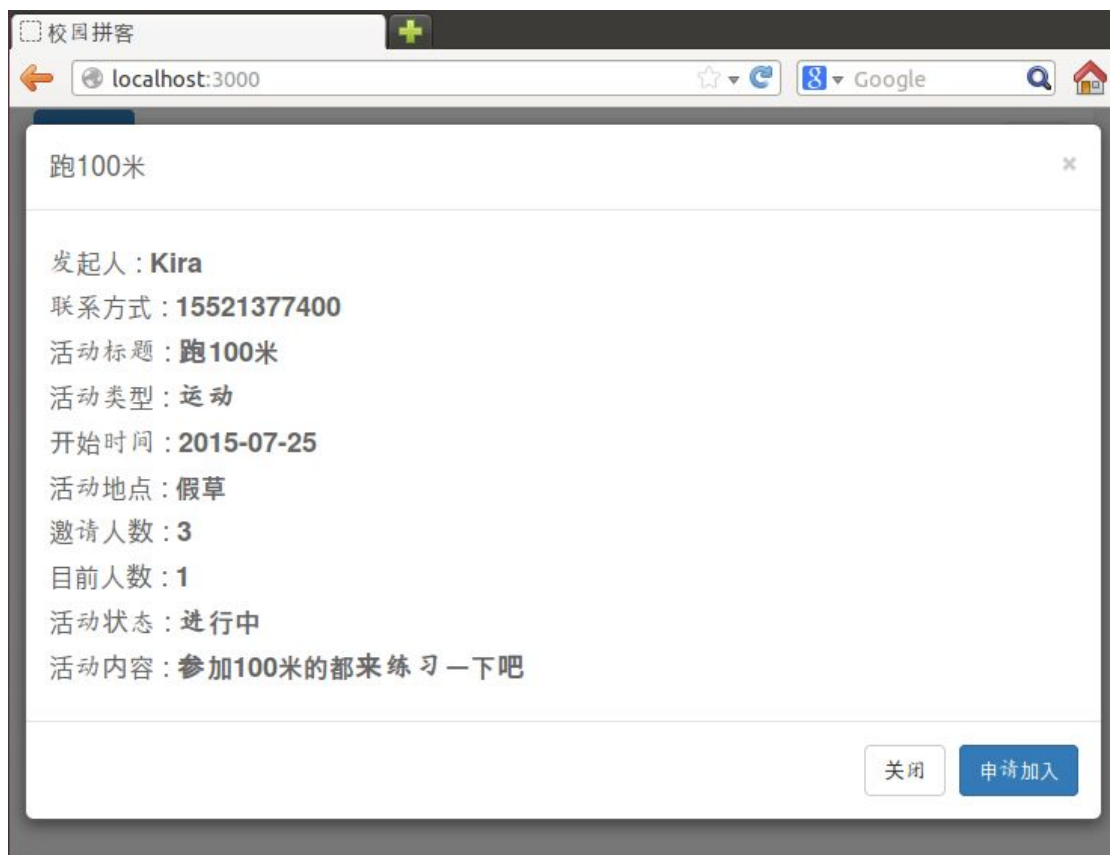 校园拼客
localhost:3000
Google
跑100米
×
发起人 : Kira
联系方式 : 15521377400
活动标题 : 跑100米
活动类型 : 运动
开始时间 : 2015-07-25
活动地点 : 假草
邀请人数 : 3
目前人数 : 1
活动状态 : 进行中
活动内容 : 参加100米的都来练习一下吧
关闭 申请加入